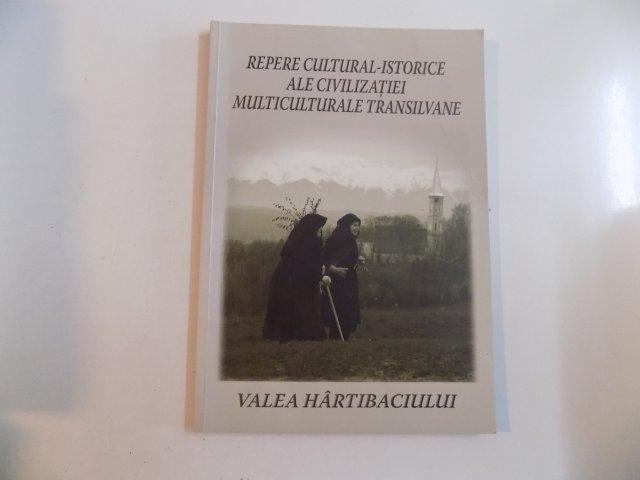 REPERE CULTURAL-ISTORICE
ALE CIVILIZAȚIEI
MULTICULTURALE TRANSILVANE
VALEA HÂRTIBACIULUI